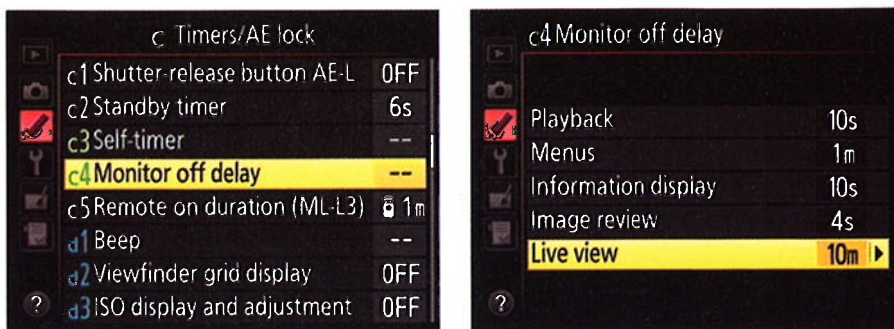 c Timers/AE lock
c1 Shutter-release button AE-L OFF
c2 Standby timer 6s
c3 Self-timer --
c4 Monitor off delay --
c5 Remote on duration (ML-L3) 1m
d1 Beep --
d2 Viewfinder grid display OFF
d3 ISO display and adjustment OFF
?
c4 Monitor off delay
Playback 10s
Menus 1m
Information display 10s
Image review 4s
Live view 10m
?